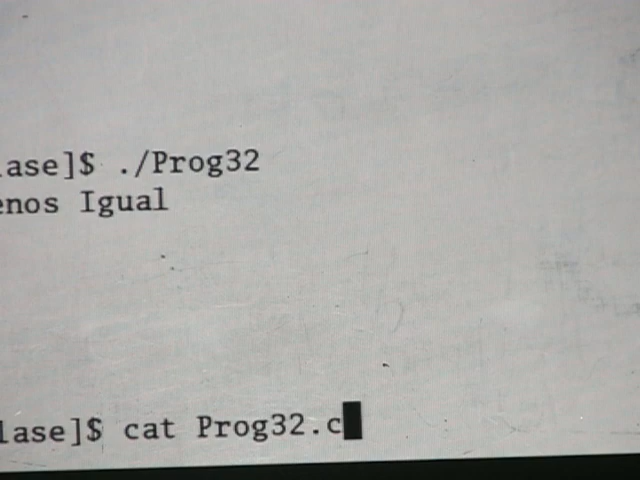 lase]$ ./Prog32
enos Igual
lase]$ cat Prog32.c